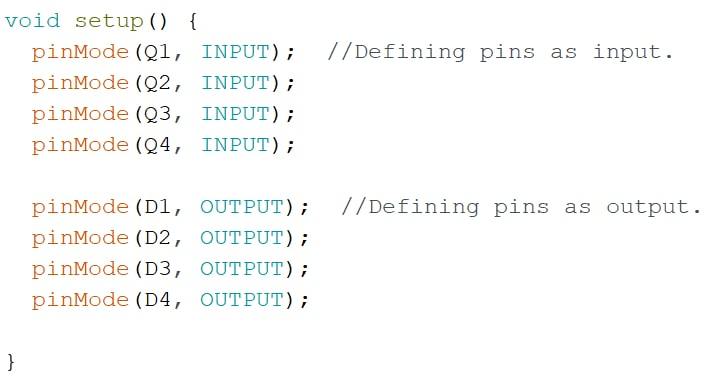 void setup() {
  pinMode(Q1, INPUT);  //Defining pins as input.
  pinMode(Q2, INPUT);
  pinMode(Q3, INPUT);
  pinMode(Q4, INPUT);

  pinMode(D1, OUTPUT);  //Defining pins as output.
  pinMode(D2, OUTPUT);
  pinMode(D3, OUTPUT);
  pinMode(D4, OUTPUT);

}